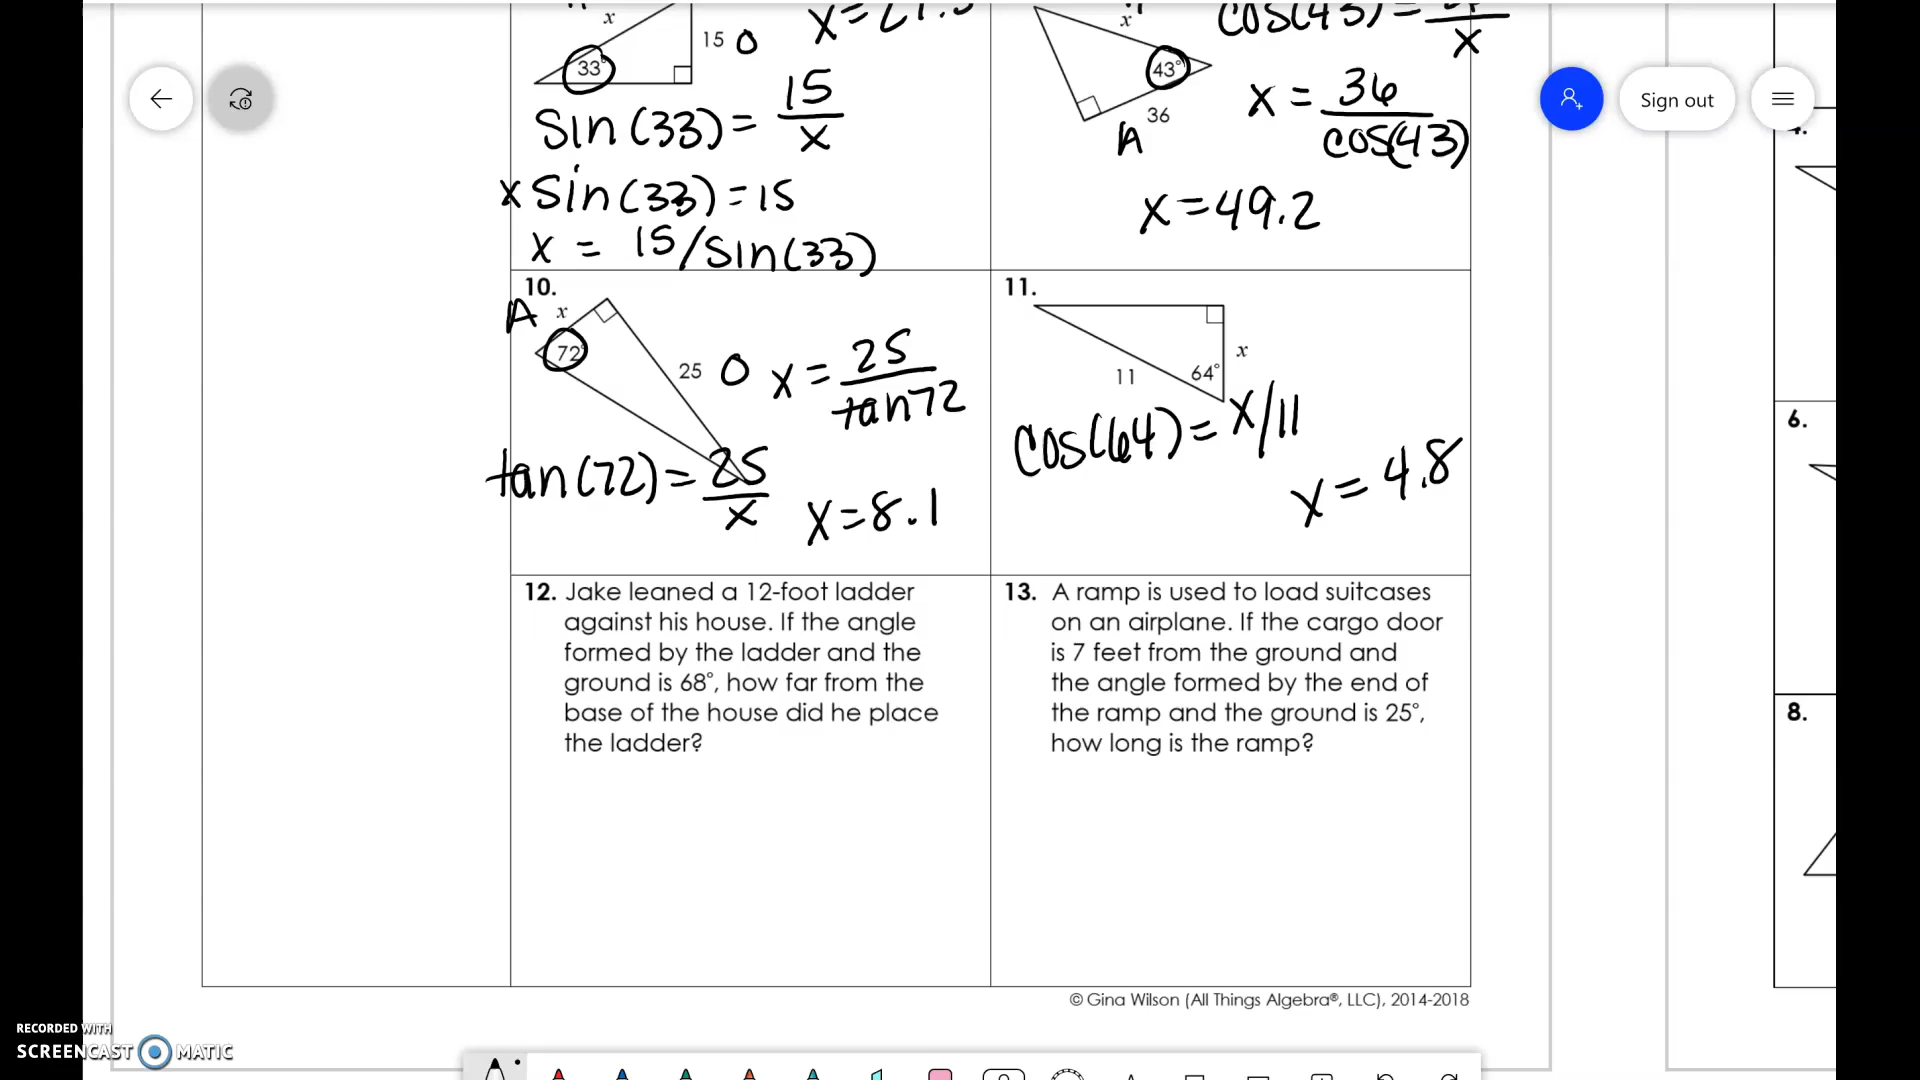 x
15 O
33°
sin(33) = 15/x
x sin(33) = 15
x = 15/sin(33)
x
cos(43) =
x
43°
36
A
x = 36/cos(43)
x = 49.2
Sign out
10.
A x
72°
25 O
x = 25/tan72
tan(72) = 25/x
x = 8.1
11.
x
11
64°
cos(64) = x/11
x = 4.8
12. Jake leaned a 12-foot ladder
against his house. If the angle
formed by the ladder and the
ground is 68°, how far from the
base of the house did he place
the ladder?
13. A ramp is used to load suitcases
on an airplane. If the cargo door
is 7 feet from the ground and
the angle formed by the end of
the ramp and the ground is 25°,
how long is the ramp?
© Gina Wilson (All Things Algebra®, LLC), 2014-2018
4.
6.
8.
RECORDED WITH
SCREENCAST MATIC